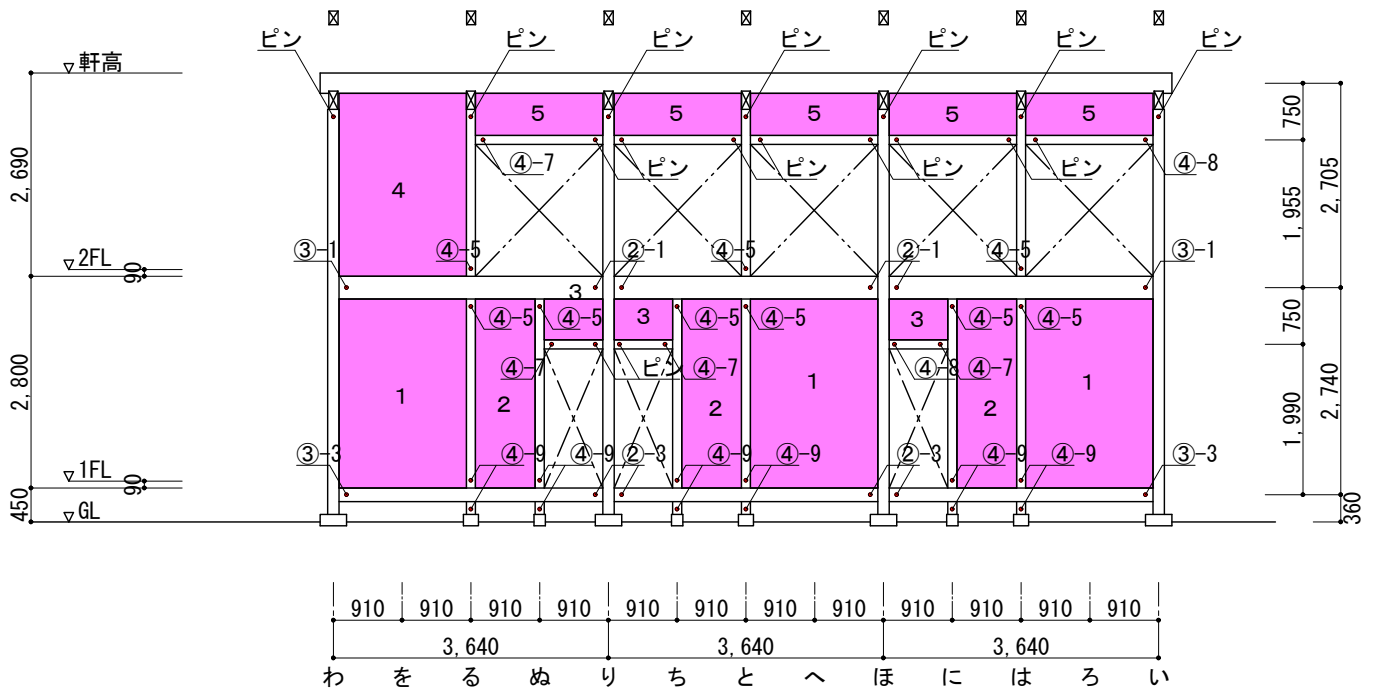 ピン ピン ピン ピン ピン ピン ピン
軒高
5 5 5 5 5
④-7 ピン ピン ピン ピン ④-8
4
③-1 ④-5 ②-1 ④-5 ②-1 ④-5 ③-1
2FL
90
3
④-5 ④-5 3 ④-5 ④-5 3 ④-5 ④-5
④-7 ピン ④-7 ④-8 ④-7
1 2 2 1 2 1
③-3 ④-9 ④-9 ②-3 ④-9 ④-9 ②-3 ④-9 ④-9 ③-3
1FL
90
GL
2,690
2,800
450
750
1,955
2,705
750
1,990
2,740
360
910 910 910 910 910 910 910 910 910 910 910 910
3,640 3,640 3,640
わ を る ぬ り ち と へ ほ に は ろ い